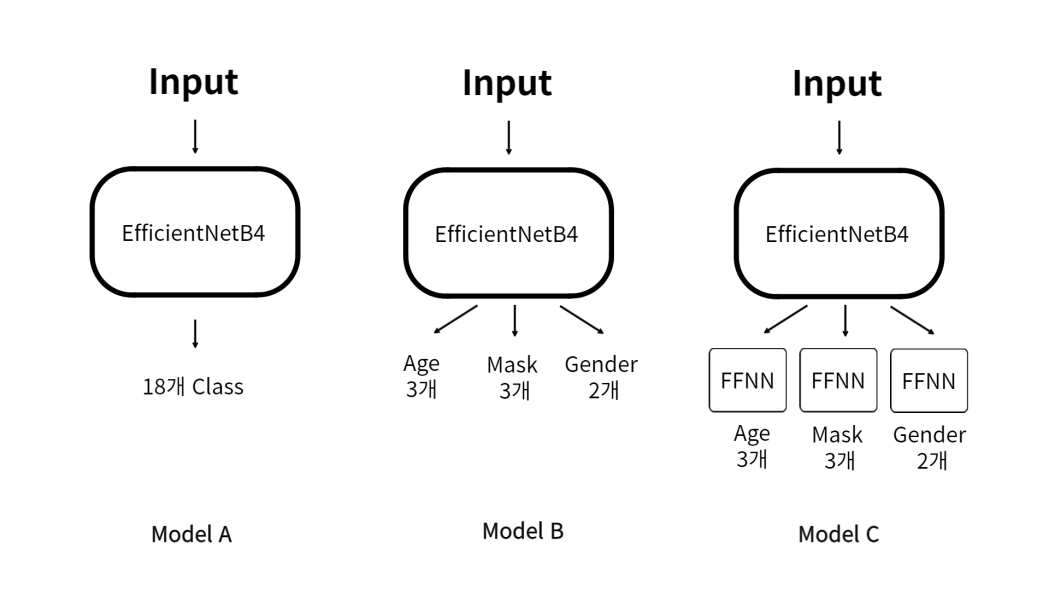 Input
EfficientNetB4
18개 Class
Model A
Input
EfficientNetB4
Age
3개
Mask
3개
Gender
2개
Model B
Input
EfficientNetB4
FFNN
Age
3개
FFNN
Mask
3개
FFNN
Gender
2개
Model C